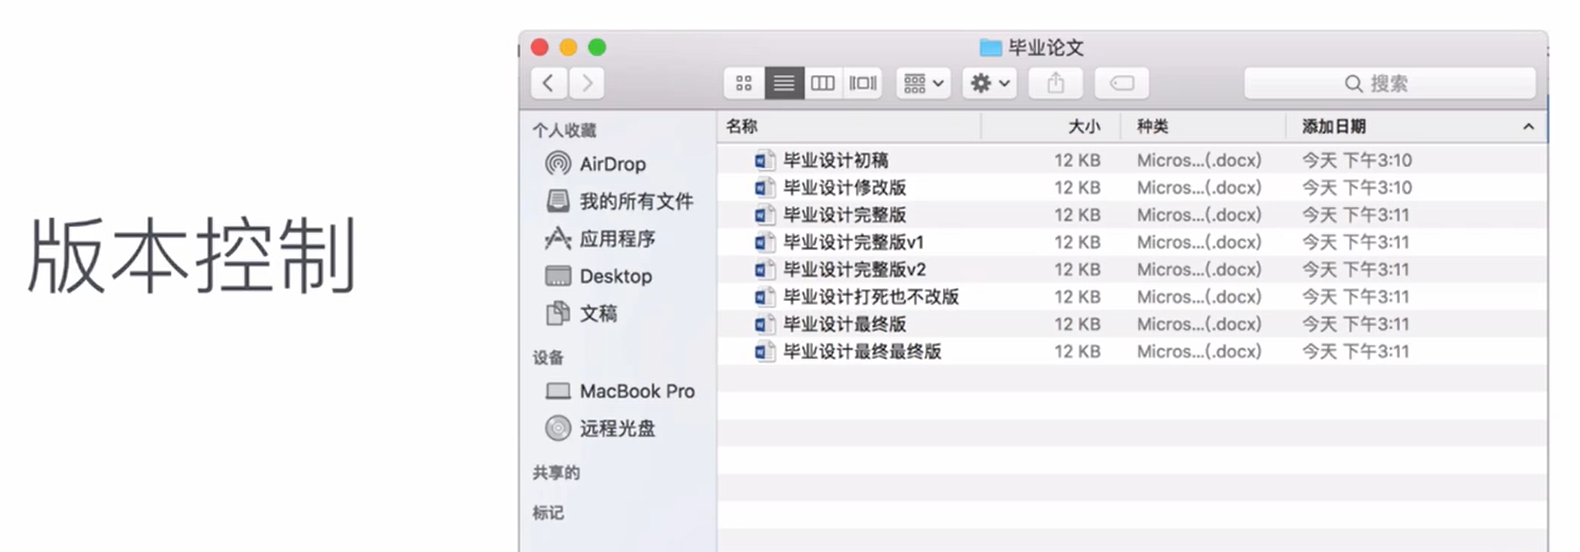 版本控制
毕业论文
搜索
个人收藏
AirDrop
我的所有文件
应用程序
Desktop
文稿
设备
MacBook Pro
远程光盘
共享的
标记
名称 大小 种类 添加日期
毕业设计初稿 12 KB Micros...(.docx) 今天 下午3:10
毕业设计修改版 12 KB Micros...(.docx) 今天 下午3:10
毕业设计完整版 12 KB Micros...(.docx) 今天 下午3:11
毕业设计完整版v1 12 KB Micros...(.docx) 今天 下午3:11
毕业设计完整版v2 12 KB Micros...(.docx) 今天 下午3:11
毕业设计打死也不改版 12 KB Micros...(.docx) 今天 下午3:11
毕业设计最终版 12 KB Micros...(.docx) 今天 下午3:11
毕业设计最终最终版 12 KB Micros...(.docx) 今天 下午3:11